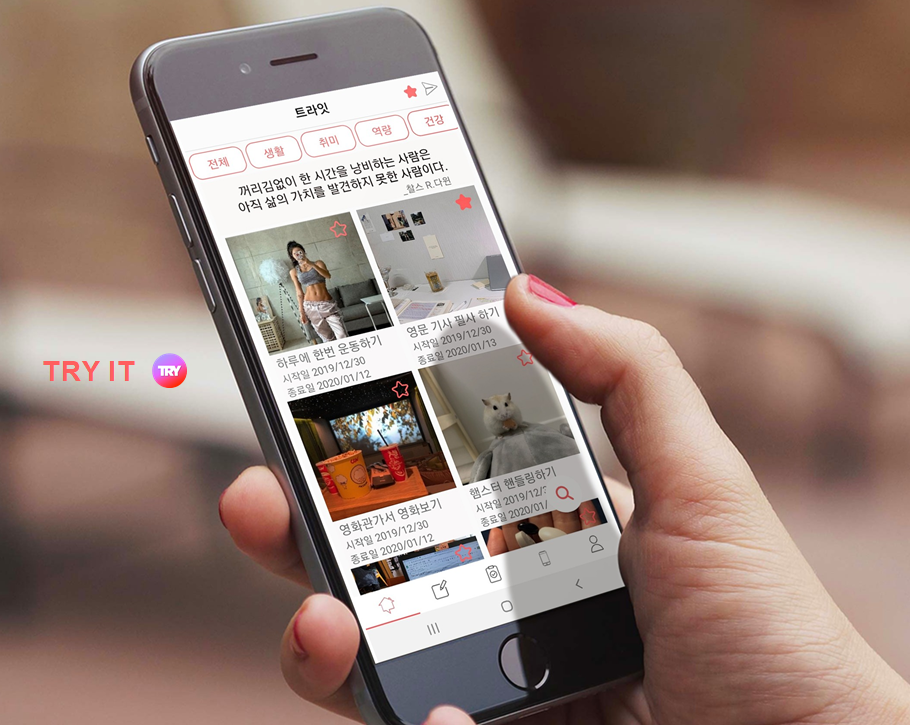 트라잇
전체 생활 취미 역량 건강
꺼리김없이 한 시간을 낭비하는 사람은
아직 삶의 가치를 발견하지 못한 사람이다.
_찰스 R.다윈
하루에 한번 운동하기
시작일 2019/12/30
종료일 2020/01/12
영문 기사 필사 하기
시작일 2019/12/30
종료일 2020/01/13
TRY IT TRY
영화관가서 영화보기
시작일 2019/12/30
종료일 2020/01/12
햄스터 핸들링하기
시작일 2019/12/
종료일 2020/01/